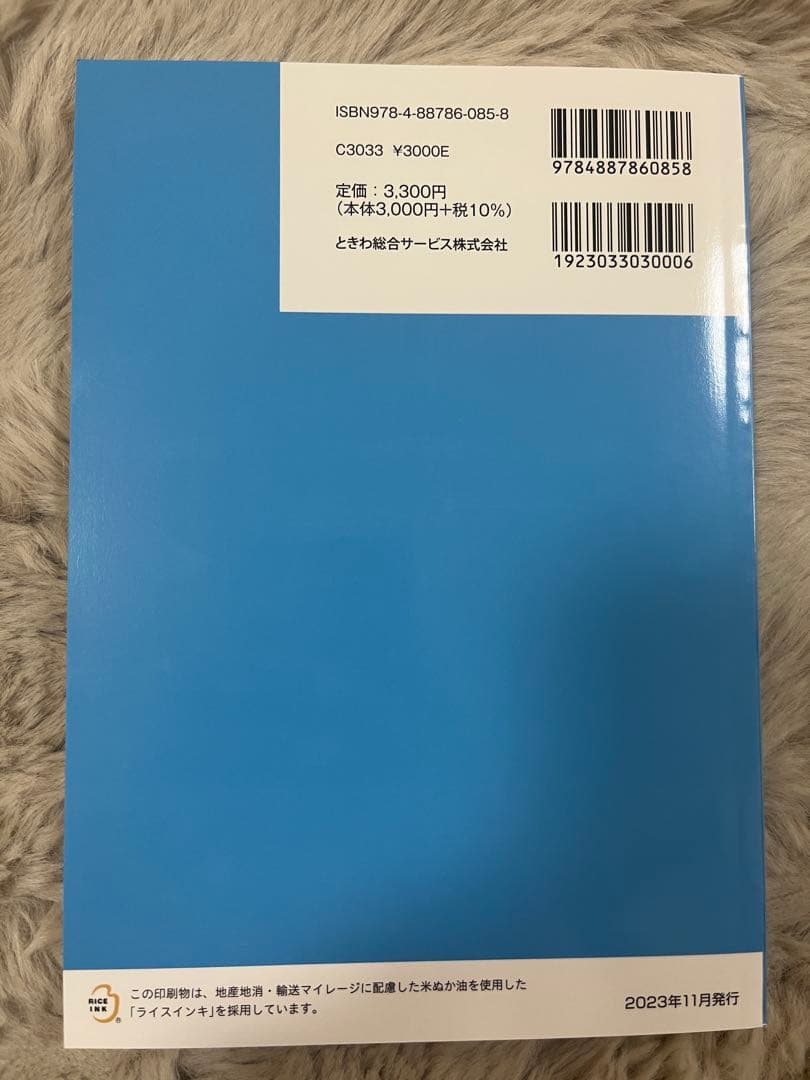 ISBN978-4-88786-085-8
C3033 ¥3000E
定価：3,300円
（本体3,000円+税10%）
ときわ総合サービス株式会社
9784887860858
1923033030006
RICE
INK
®
この印刷物は、地産地消・輸送マイレージに配慮した米ぬか油を使用した
「ライスインキ」を採用しています。
2023年11月発行